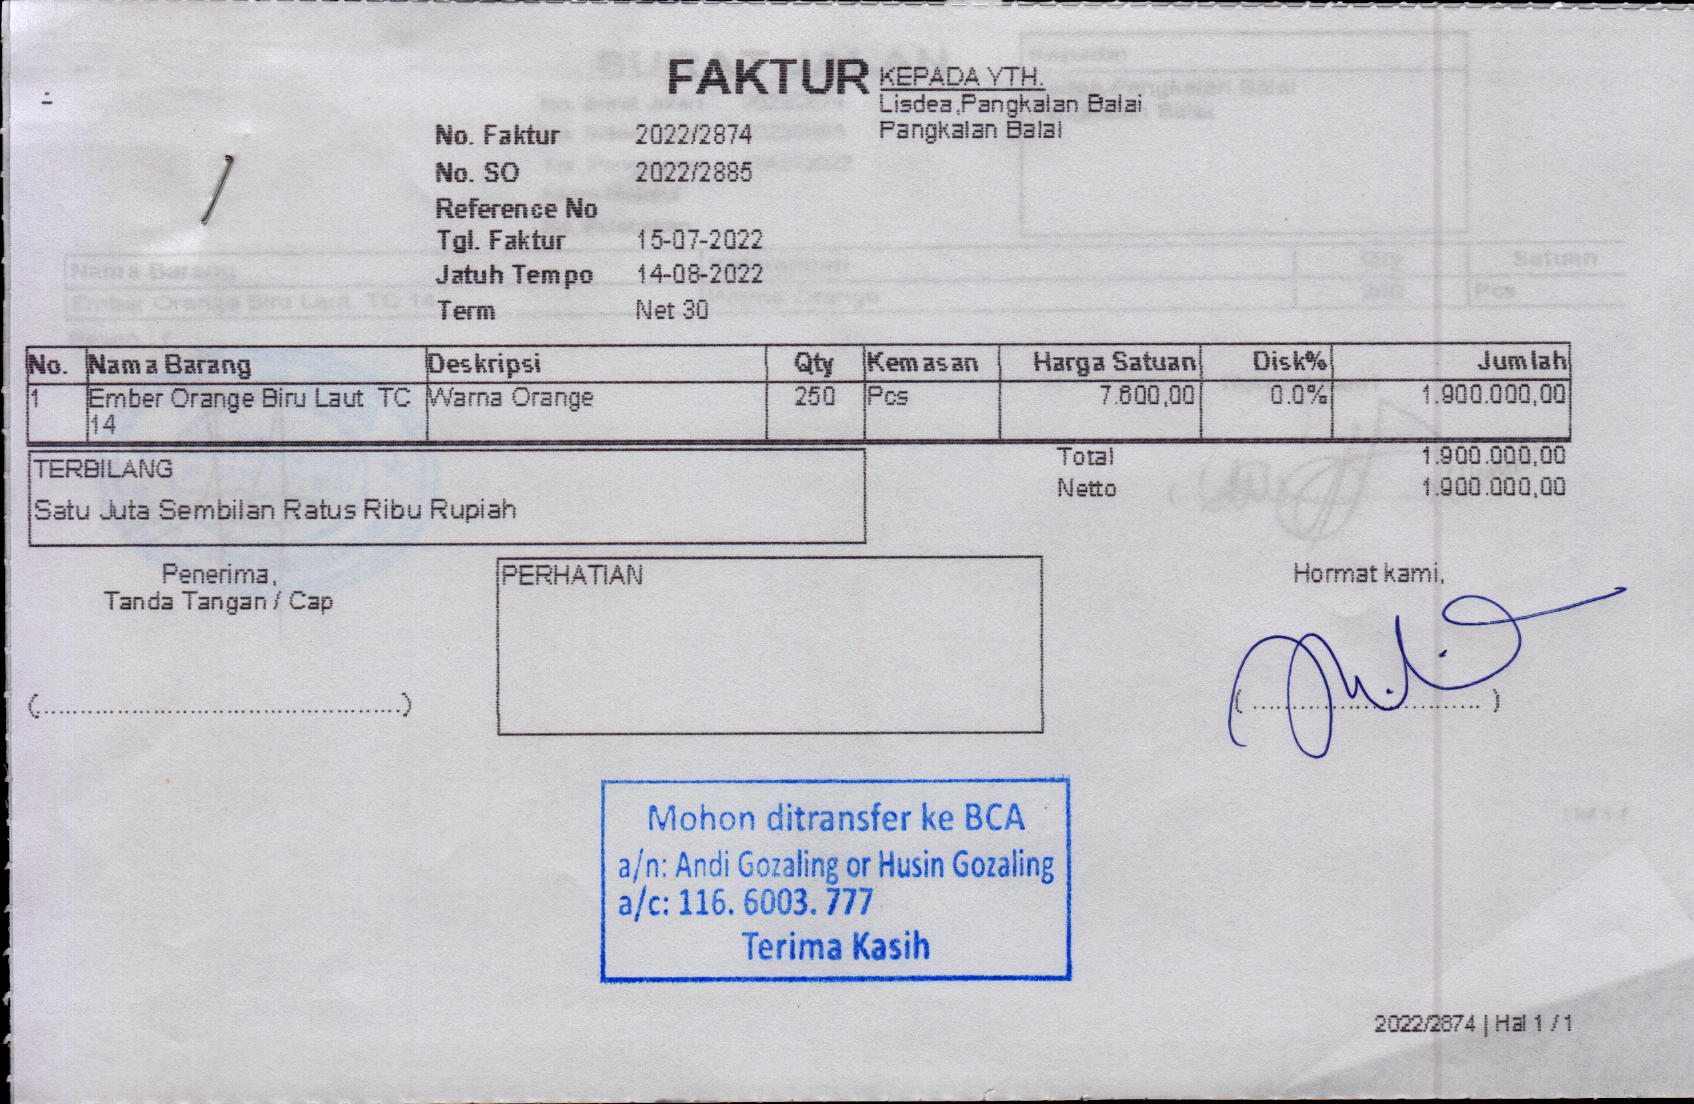 FAKTUR
KEPADA YTH.
Lisdea,Pangkalan Balai
Pangkalan Balai
No. Faktur 2022/2874
No. SO 2022/2885
Reference No
Tgl. Faktur 15-07-2022
Jatuh Tempo 14-08-2022
Term Net 30
No. Nama Barang Deskripsi Qty Kemasan Harga Satuan Disk% Jumlah
1 Ember Orange Biru Laut TC Warna Orange 250 Pcs 7.600,00 0.0% 1.900.000,00
14
TERBILANG
Satu Juta Sembilan Ratus Ribu Rupiah
Total 1.900.000,00
Netto 1.900.000,00
Penerima,
Tanda Tangan / Cap
PERHATIAN
Hormat kami,
Mohon ditransfer ke BCA
a/n: Andi Gozaling or Husin Gozaling
a/c: 116. 6003. 777
Terima Kasih
2022/2874 | Hal 1 / 1